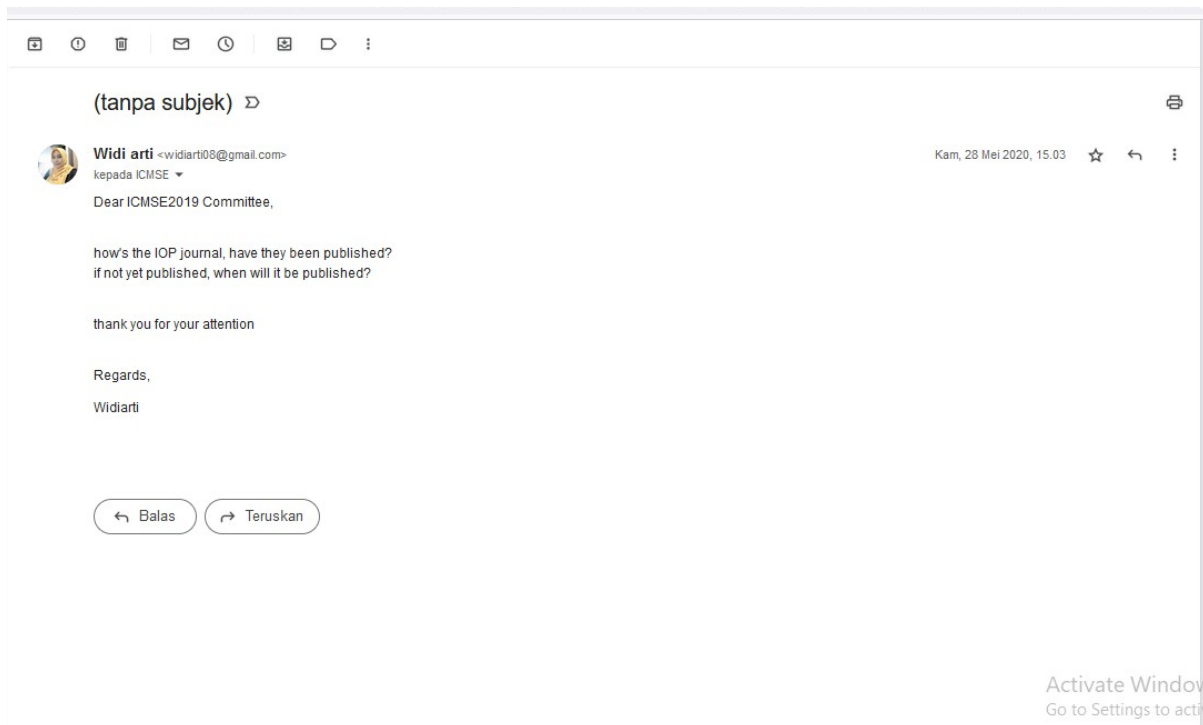 (tanpa subjek)
Widi arti <widiarti08@gmail.com>
Kam, 28 Mei 2020, 15.03
kepada ICMSE
Dear ICMSE2019 Committee,
how's the IOP journal, have they been published?
if not yet published, when will it be published?
thank you for your attention
Regards,
Widiarti
Balas
Teruskan
Activate Window
Go to Settings to acti